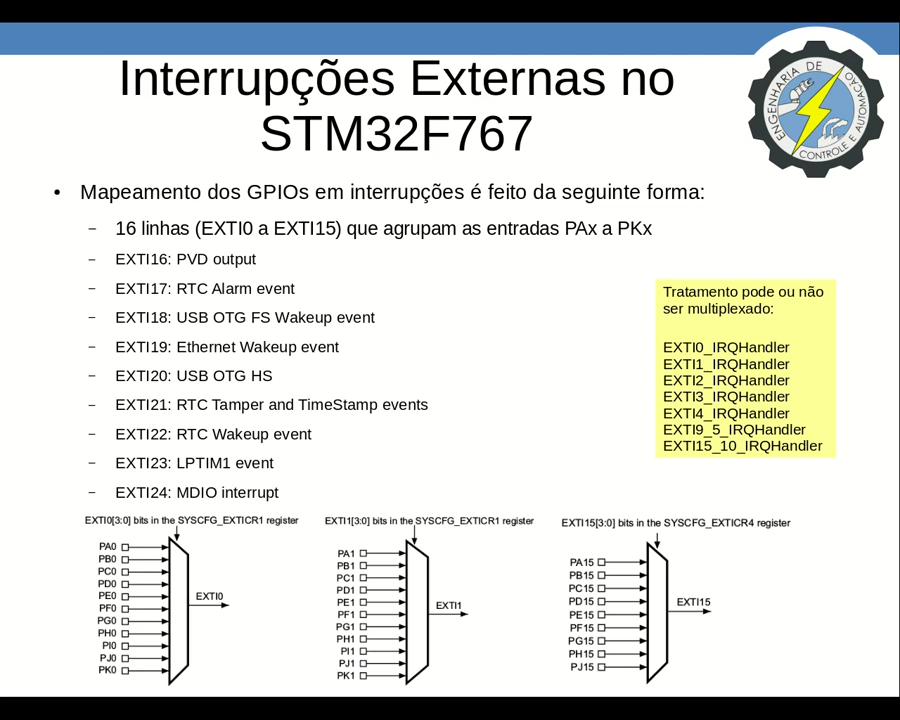 Interrupções Externas no
STM32F767
ENGENHARIA DE
CONTROLE E AUTOMAÇÃO
• Mapeamento dos GPIOs em interrupções é feito da seguinte forma:
– 16 linhas (EXTI0 a EXTI15) que agrupam as entradas PAx a PKx
– EXTI16: PVD output
– EXTI17: RTC Alarm event
– EXTI18: USB OTG FS Wakeup event
– EXTI19: Ethernet Wakeup event
– EXTI20: USB OTG HS
– EXTI21: RTC Tamper and TimeStamp events
– EXTI22: RTC Wakeup event
– EXTI23: LPTIM1 event
– EXTI24: MDIO interrupt
Tratamento pode ou não
ser multiplexado:
EXTI0_IRQHandler
EXTI1_IRQHandler
EXTI2_IRQHandler
EXTI3_IRQHandler
EXTI4_IRQHandler
EXTI9_5_IRQHandler
EXTI15_10_IRQHandler
EXTI0[3:0] bits in the SYSCFG_EXTICR1 register
PA0
PB0
PC0
PD0
PE0
PF0
PG0
PH0
PI0
PJ0
PK0
EXTI0
EXTI1[3:0] bits in the SYSCFG_EXTICR1 register
PA1
PB1
PC1
PD1
PE1
PF1
PG1
PH1
PI1
PJ1
PK1
EXTI1
EXTI15[3:0] bits in the SYSCFG_EXTICR4 register
PA15
PB15
PC15
PD15
PE15
PF15
PG15
PH15
PJ15
EXTI15